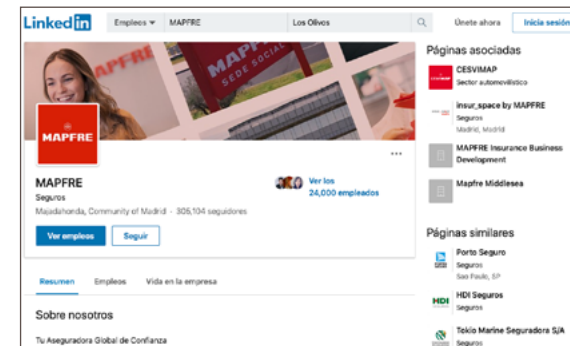 LinkedIn
Empleos
MAPFRE
Los Olivos
Únete ahora
Inicia sesión
MAPFRE
MAPFRE
SEDE SOCIAL
MAPFRE
MAPFRE
Seguros
Majadahonda, Community of Madrid - 305,104 seguidores
Ver los
24,000 empleados
Ver empleos
Seguir
Resumen
Empleos
Vida en la empresa
Sobre nosotros
Tu Aseguradora Global de Confianza
Páginas asociadas
CESVIMAP
Sector automovilístico
insur_space by MAPFRE
Seguros
Madrid, Madrid
MAPFRE Insurance Business
Development
Mapfre Middlesea
Páginas similares
Porto Seguro
Seguros
Sao Paulo, SP
HDI
HDI Seguros
Seguros
Tokio Marine Seguradora S/A
Seguros